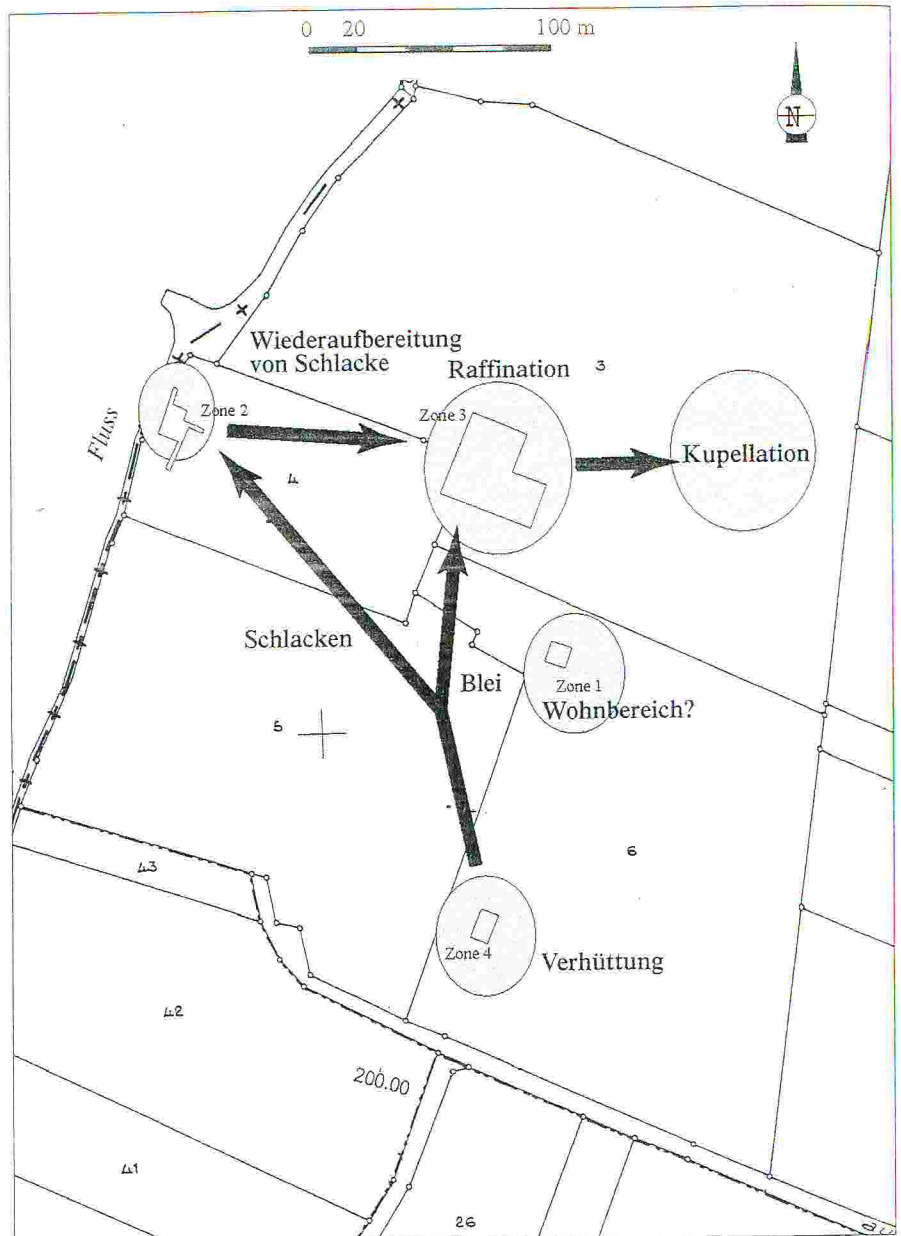 0 20 100 m
N
Wiederaufbereitung
von Schlacke
Raffination
3
Zone 2
Zone 3
Fluss
Kupellation
4
Schlacken
Blei
Zone 1
Wohnbereich?
5
6
43
Zone 4
Verhüttung
42
200.00
41
26